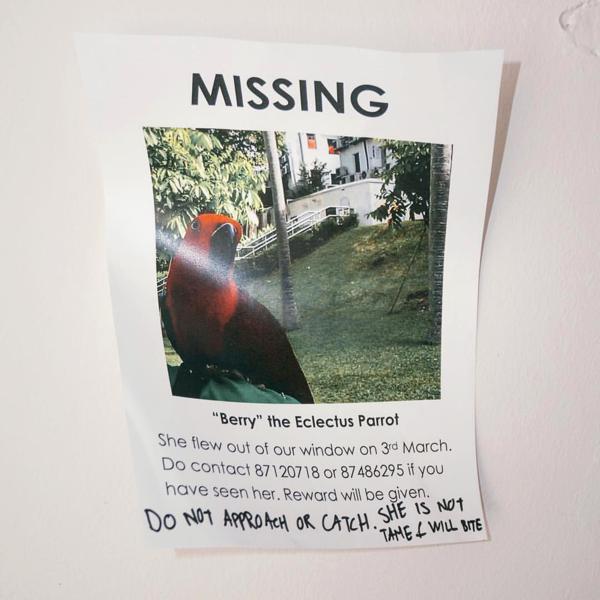 MISSING
"Berry" the Eclectus Parrot
She flew out of our window on 3rd March.
Do contact 87120718 or 87486295 if you
have seen her. Reward will be given.
DO NOT APPROACH OR CATCH. SHE IS NOT
TAME & WILL BITE